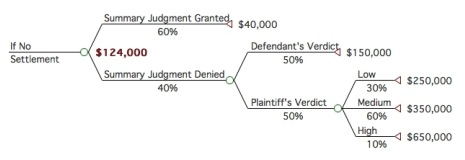 Summary Judgment Granted
60%
$40,000
If No
Settlement
$124,000
Defendant's Verdict
50%
$150,000
Summary Judgment Denied
40%
Low
30%
$250,000
Plaintiff's Verdict
50%
Medium
60%
$350,000
High
10%
$650,000